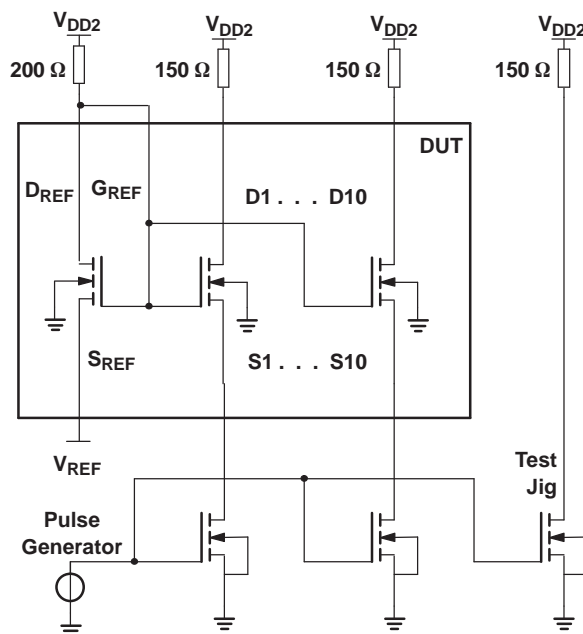 VDD2 VDD2 VDD2 VDD2
200 Ω 150 Ω 150 Ω 150 Ω
DUT
DREF GREF D1 . . . D10
SREF S1 . . . S10
VREF
Test
Jig
Pulse
Generator